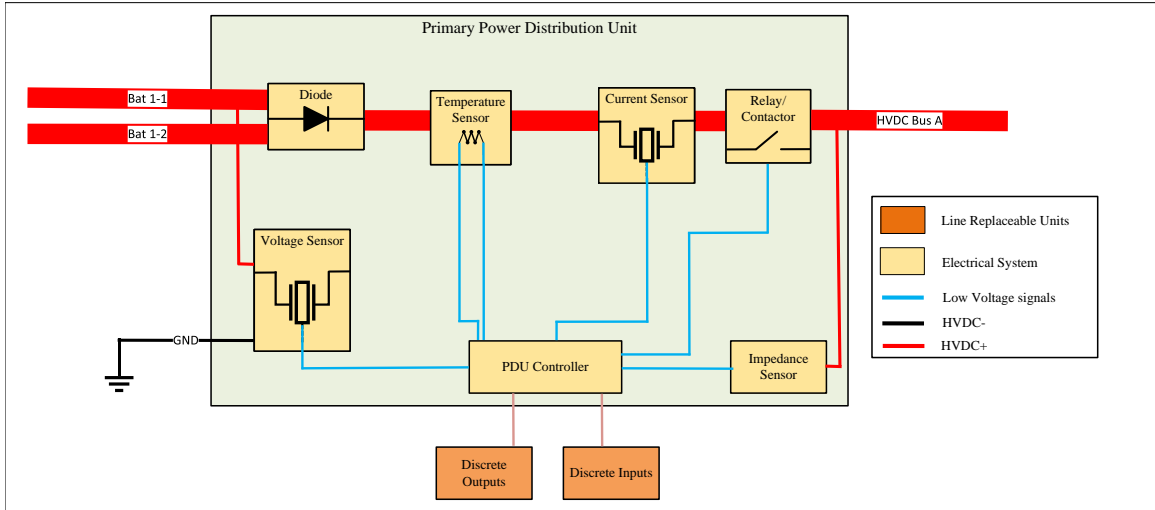 Primary Power Distribution Unit
Bat 1-1
Bat 1-2
Diode
Temperature
Sensor
Current Sensor
Relay/
Contactor
HVDC Bus A
Voltage Sensor
GND
PDU Controller
Impedance
Sensor
Discrete
Outputs
Discrete Inputs
Line Replaceable Units
Electrical System
Low Voltage signals
HVDC-
HVDC+